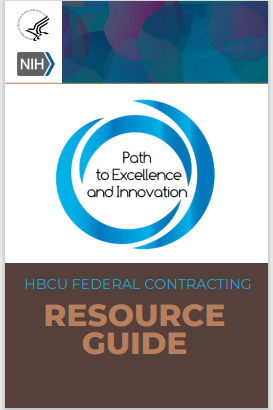 NIH
Path
to Excellence
and Innovation
HBCU FEDERAL CONTRACTING
RESOURCE
GUIDE